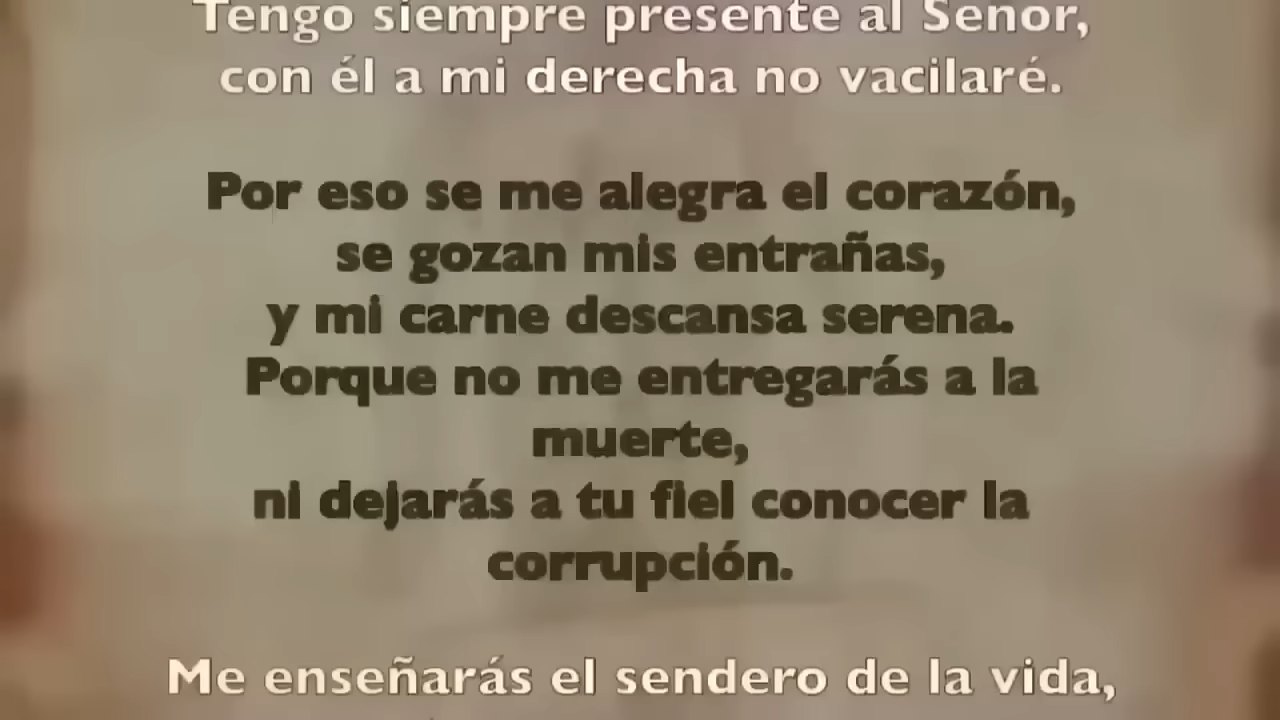 Tengo siempre presente al Señor,
con él a mi derecha no vacilaré.
Por eso se me alegra el corazón,
se gozan mis entrañas,
y mi carne descansa serena.
Porque no me entregarás a la
muerte,
ni dejarás a tu fiel conocer la
corrupción.
Me enseñarás el sendero de la vida,